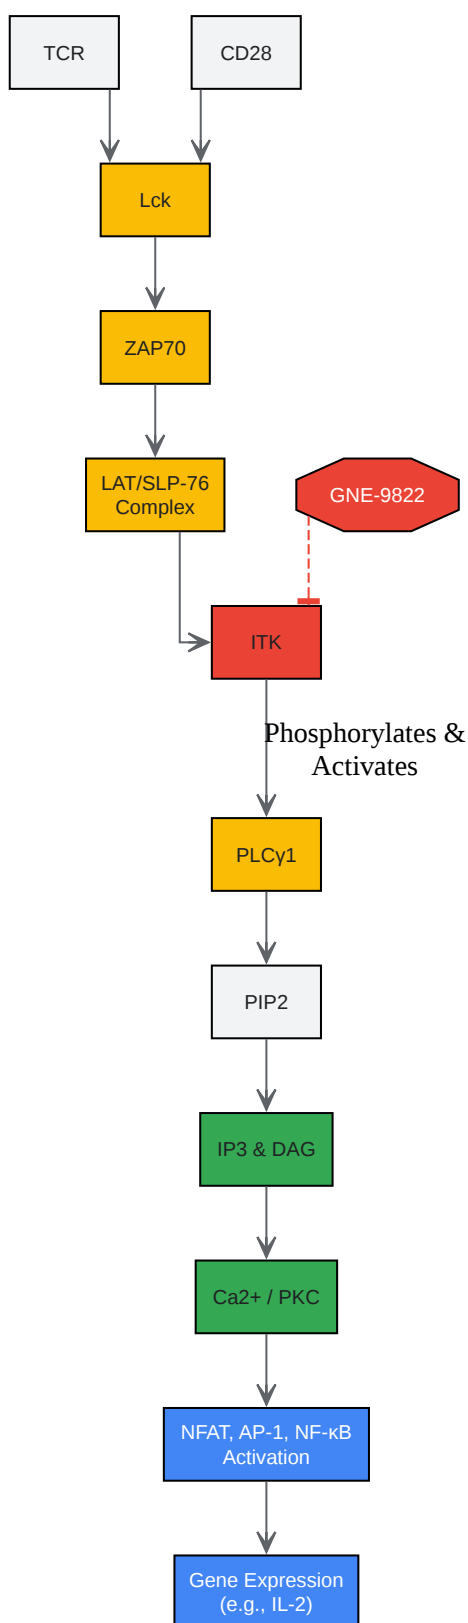 TCR
CD28
Lck
ZAP70
LAT/SLP-76
Complex
GNE-9822
ITK
Phosphorylates &
Activates
PLCγ1
PIP2
IP3 & DAG
Ca2+ / PKC
NFAT, AP-1, NF-κB
Activation
Gene Expression
(e.g., IL-2)